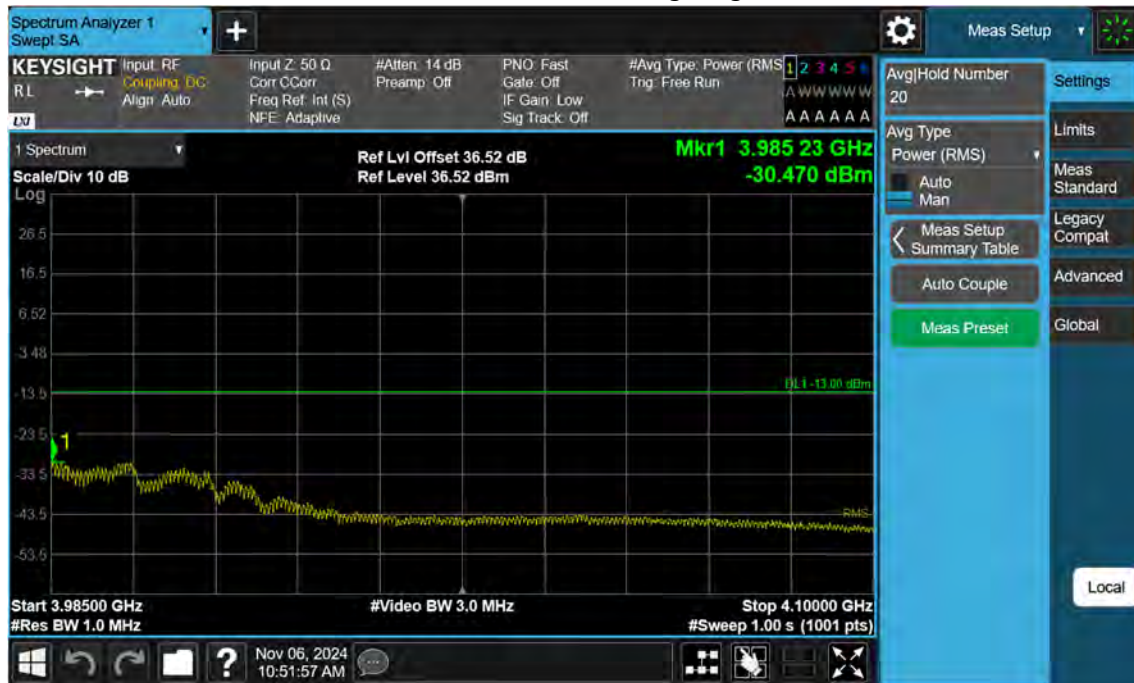 Spectrum Analyzer 1
Swept SA
+
Meas Setup
KEYSIGHT
RL
LXI
Input: RF
Coupling: DC
Align: Auto
Input Z: 50 Ω
Corr CCorr
Freq Ref: Int (S)
NFE: Adaptive
#Atten: 14 dB
Preamp: Off
PNO: Fast
Gate: Off
IF Gain: Low
Sig Track: Off
#Avg Type: Power (RMS
Trig: Free Run
1 2 3 4 5 6
A W W W W W
A A A A A A
1 Spectrum
Scale/Div 10 dB
Log
Ref Lvl Offset 36.52 dB
Ref Level 36.52 dBm
Mkr1 3.985 23 GHz
-30.470 dBm
26.5
16.5
6.52
-3.48
-13.5
-23.5
-33.5
-43.5
-53.5
DL1 -13.00 dBm
1
RMS
Start 3.98500 GHz
#Res BW 1.0 MHz
#Video BW 3.0 MHz
Stop 4.10000 GHz
#Sweep 1.00 s (1001 pts)
Avg|Hold Number
20
Avg Type
Power (RMS)
Auto
Man
Meas Setup
Summary Table
Auto Couple
Meas Preset
Settings
Limits
Meas
Standard
Legacy
Compat
Advanced
Global
Local
?
Nov 06, 2024
10:51:57 AM